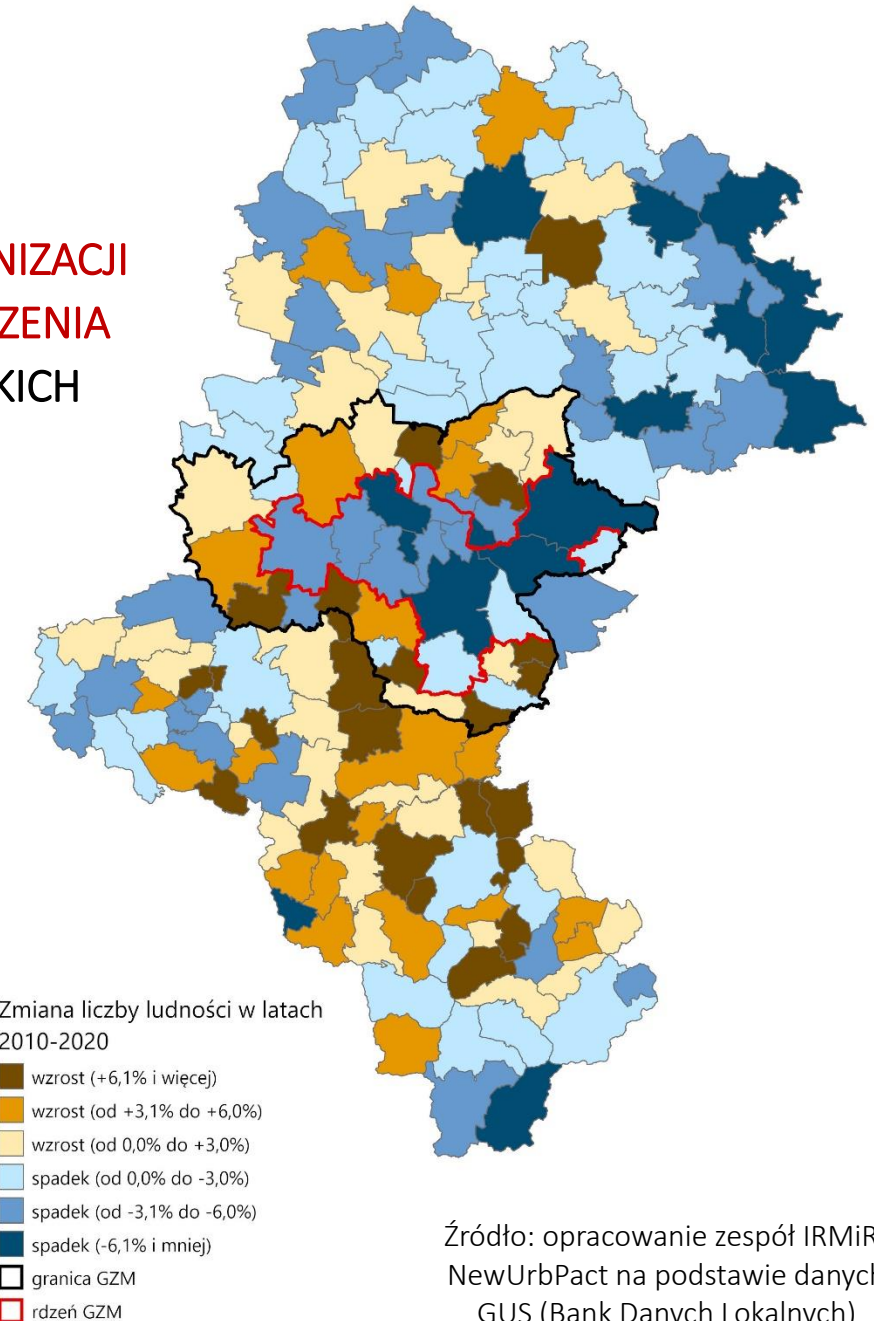 NIZACJI
ZENIA
KICH
Zmiana liczby ludności w latach
2010-2020
wzrost (+6,1% i więcej)
wzrost (od +3,1% do +6,0%)
wzrost (od 0,0% do +3,0%)
spadek (od 0,0% do -3,0%)
spadek (od -3,1% do -6,0%)
spadek (-6,1% i mniej)
granica GZM
rdzeń GZM
Źródło: opracowanie zespół IRMiR
NewUrbPact na podstawie danych
GUS (Bank Danych Lokalnych)